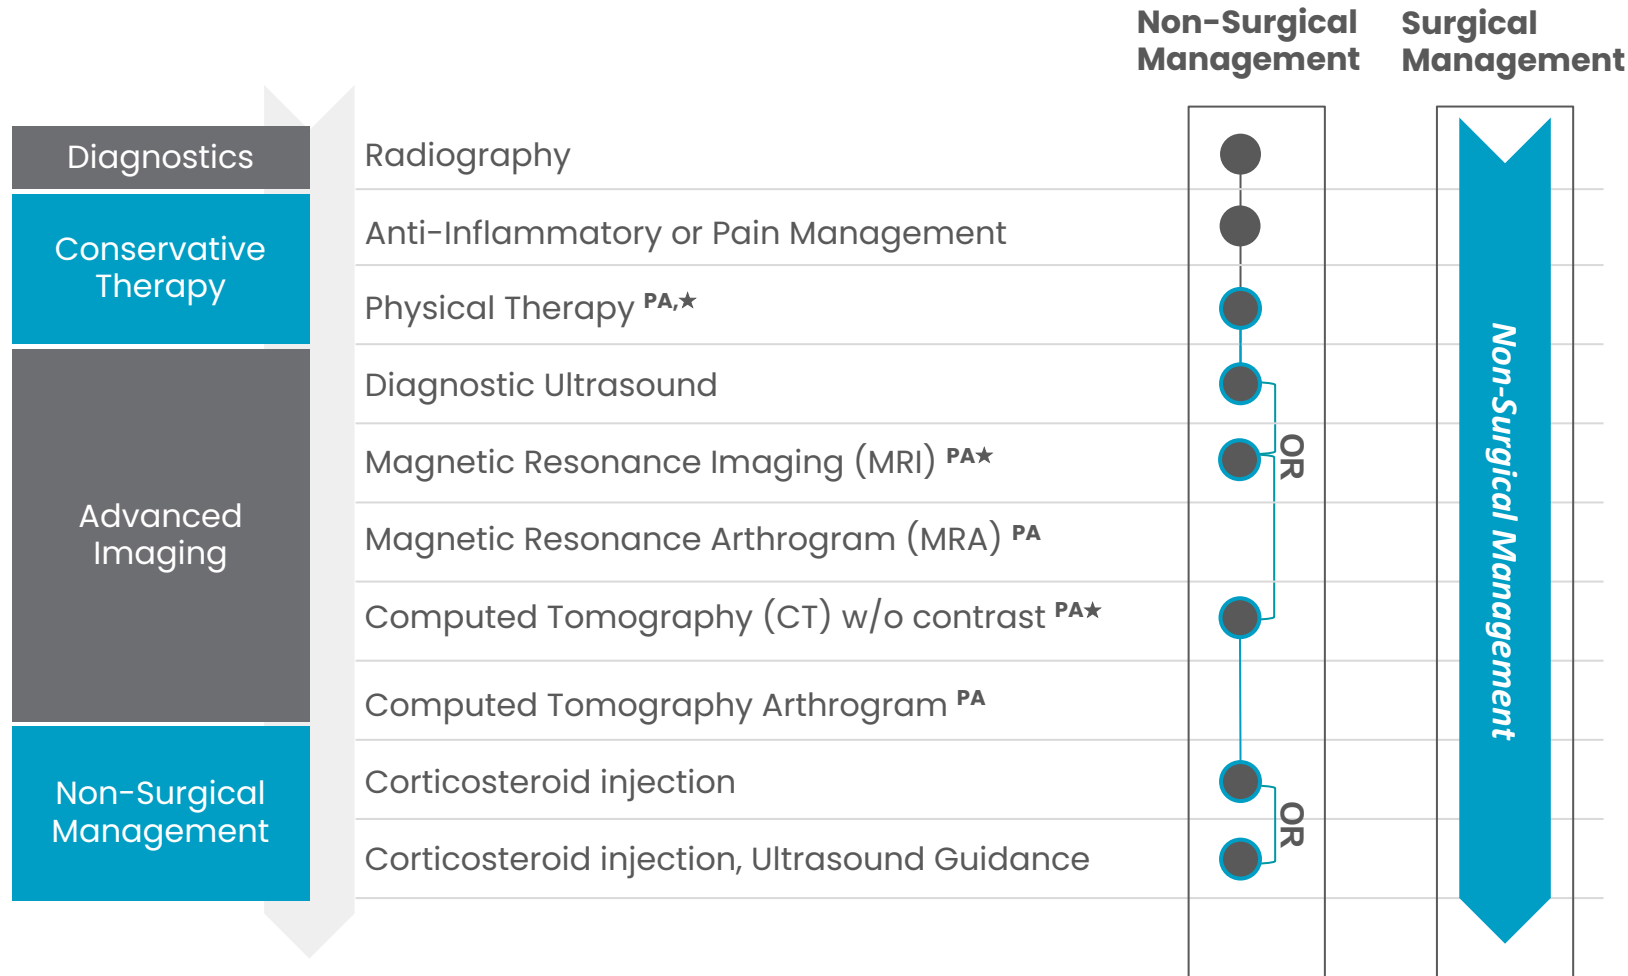 Non-Surgical
Management
Surgical
Management
Diagnostics
Radiography
Conservative
Therapy
Anti-Inflammatory or Pain Management
Physical Therapy PA,★
Advanced
Imaging
Diagnostic Ultrasound
Magnetic Resonance Imaging (MRI) PA★
OR
Magnetic Resonance Arthrogram (MRA) PA
Computed Tomography (CT) w/o contrast PA★
Computed Tomography Arthrogram PA
Non-Surgical
Management
Corticosteroid injection
OR
Corticosteroid injection, Ultrasound Guidance
Non-Surgical Management